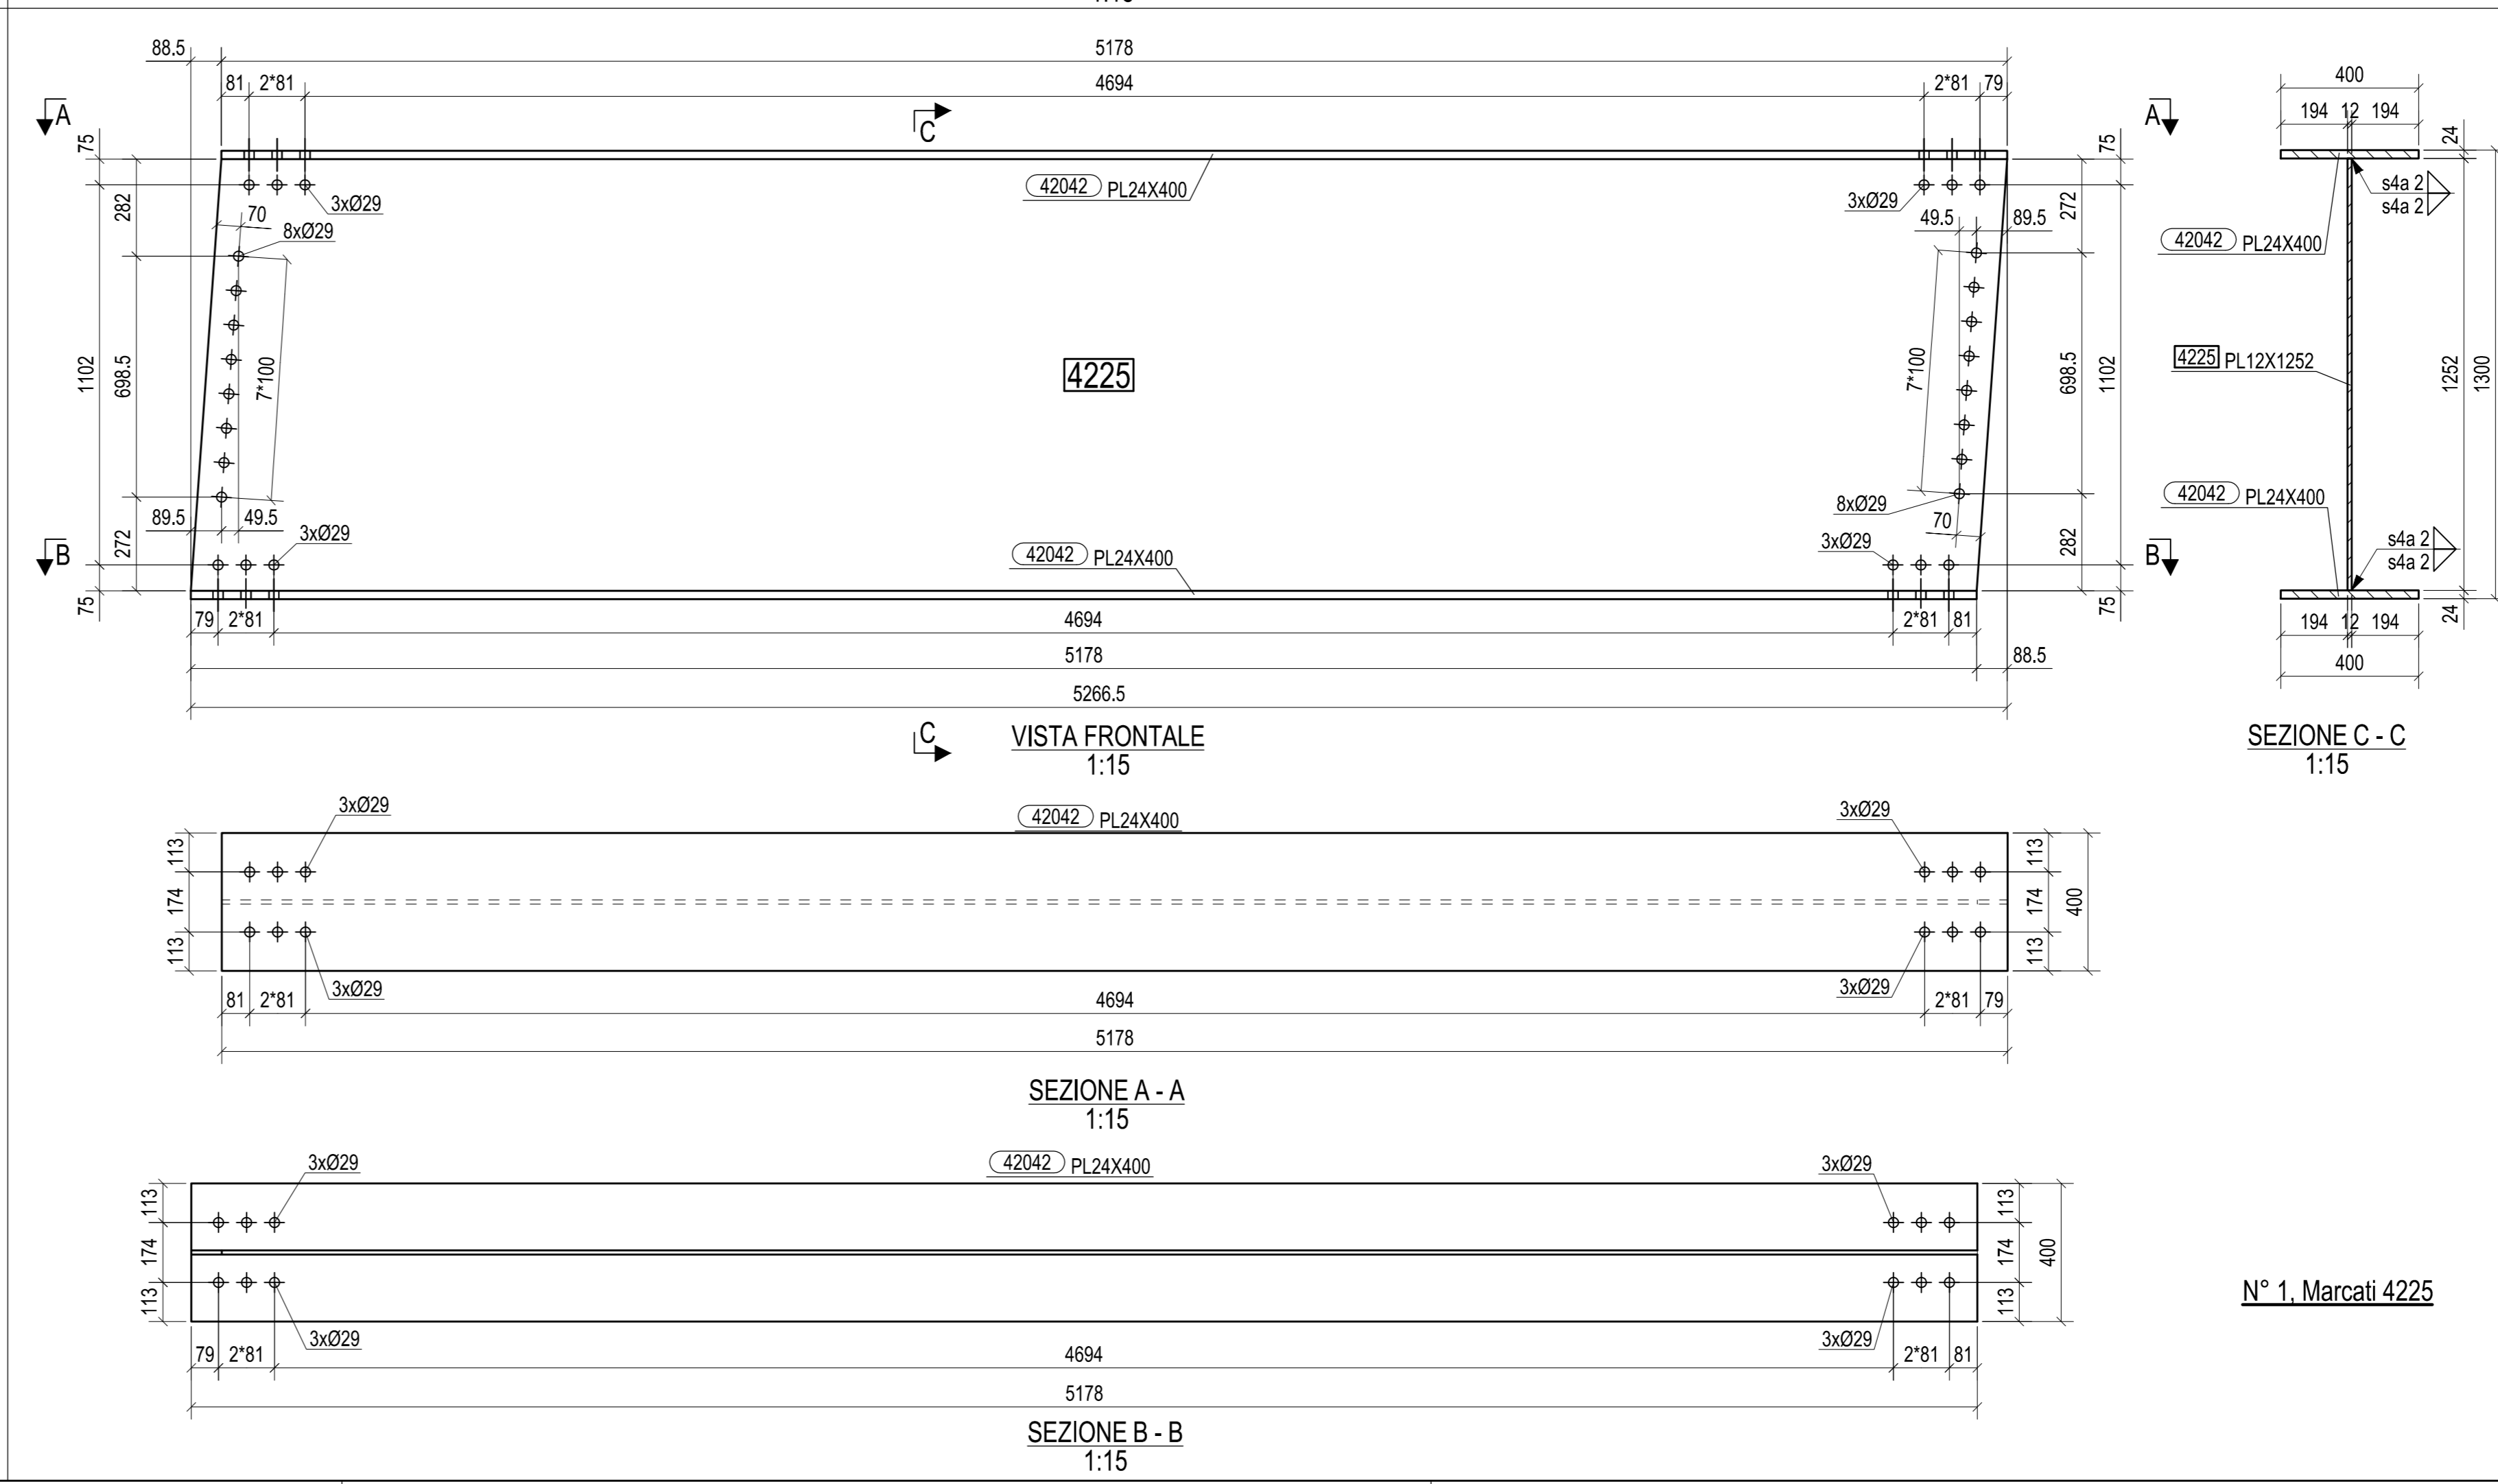 88.5 5178
81 2*81 4694 2*81 79
A C A
75 75
42042 PL24X400
3xØ29 3xØ29
282 70 49.5 89.5 272
8xØ29
1102 698.5 7*100 4225 7*100 698.5 1102
8xØ29
89.5 49.5 70
272 3xØ29 42042 PL24X400 3xØ29 282
B B
75 75
79 2*81 4694 2*81 81
5178 88.5
5266.5
C VISTA FRONTALE
1:15
400
194 12 194
24
s4a 2
s4a 2
42042 PL24X400
4225 PL12X1252 1252 1300
42042 PL24X400
s4a 2
s4a 2
24
194 12 194
400
SEZIONE C - C
1:15
3xØ29 42042 PL24X400 3xØ29
113 113
174 174 400
113 113
3xØ29 3xØ29
81 2*81 4694 2*81 79
5178
SEZIONE A - A
1:15
3xØ29 42042 PL24X400 3xØ29
113 113
174 174 400
113 113
3xØ29 3xØ29
79 2*81 4694 2*81 81
5178
SEZIONE B - B
1:15
N° 1, Marcati 4225